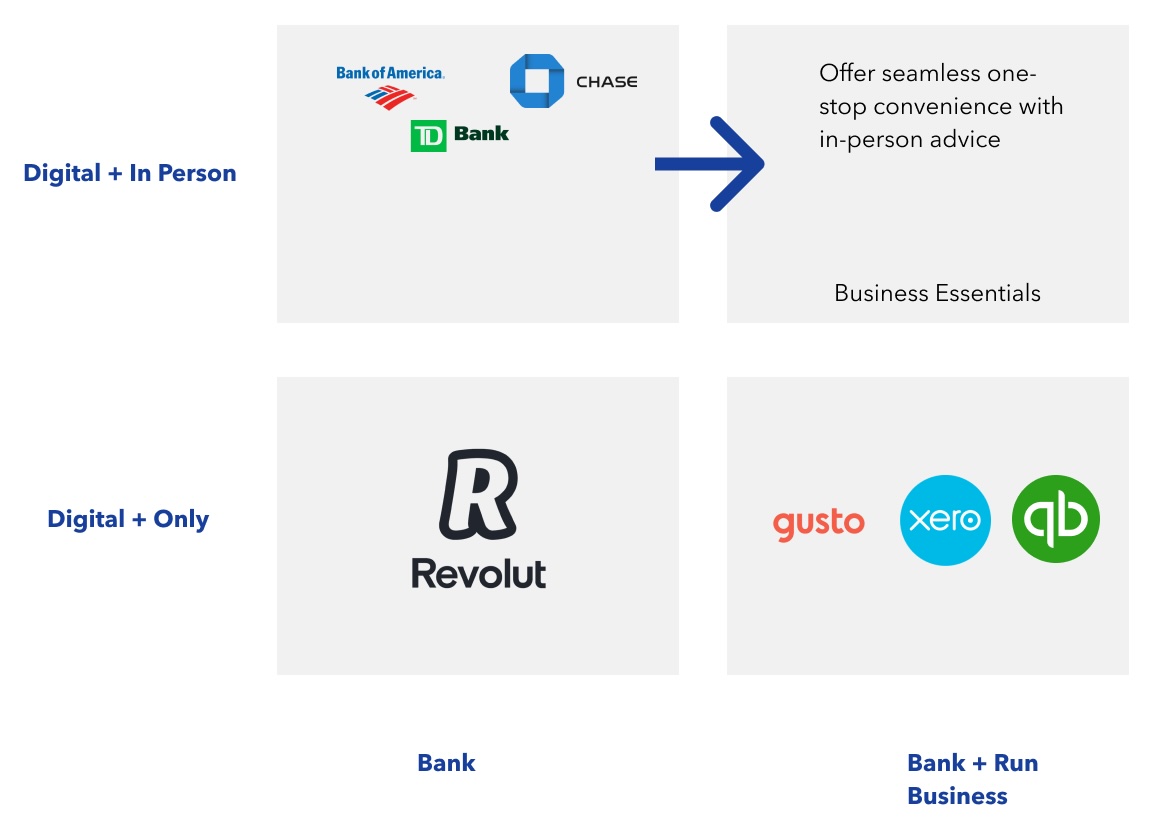 Bank of America.
CHASE
TD Bank
Offer seamless one-
stop convenience with
in-person advice
Digital + In Person
Business Essentials
R
Revolut
Digital + Only
gusto
xero
qb
Bank
Bank + Run
Business